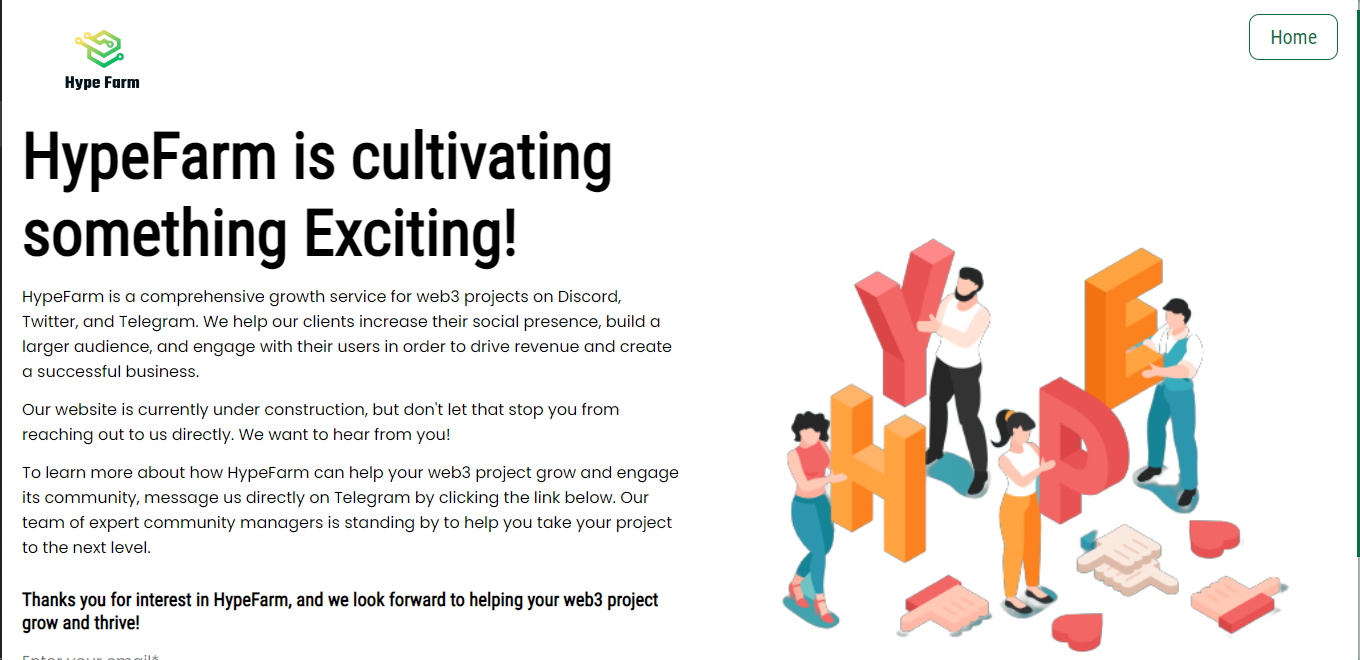 Home
Hype Farm
HypeFarm is cultivating
something Exciting!
HypeFarm is a comprehensive growth service for web3 projects on Discord,
Twitter, and Telegram. We help our clients increase their social presence, build a
larger audience, and engage with their users in order to drive revenue and create
a successful business.
Our website is currently under construction, but don't let that stop you from
reaching out to us directly. We want to hear from you!
To learn more about how HypeFarm can help your web3 project grow and engage
its community, message us directly on Telegram by clicking the link below. Our
team of expert community managers is standing by to help you take your project
to the next level.
Thanks you for interest in HypeFarm, and we look forward to helping your web3 project
grow and thrive!
Enter your email*
Y
E
H
P